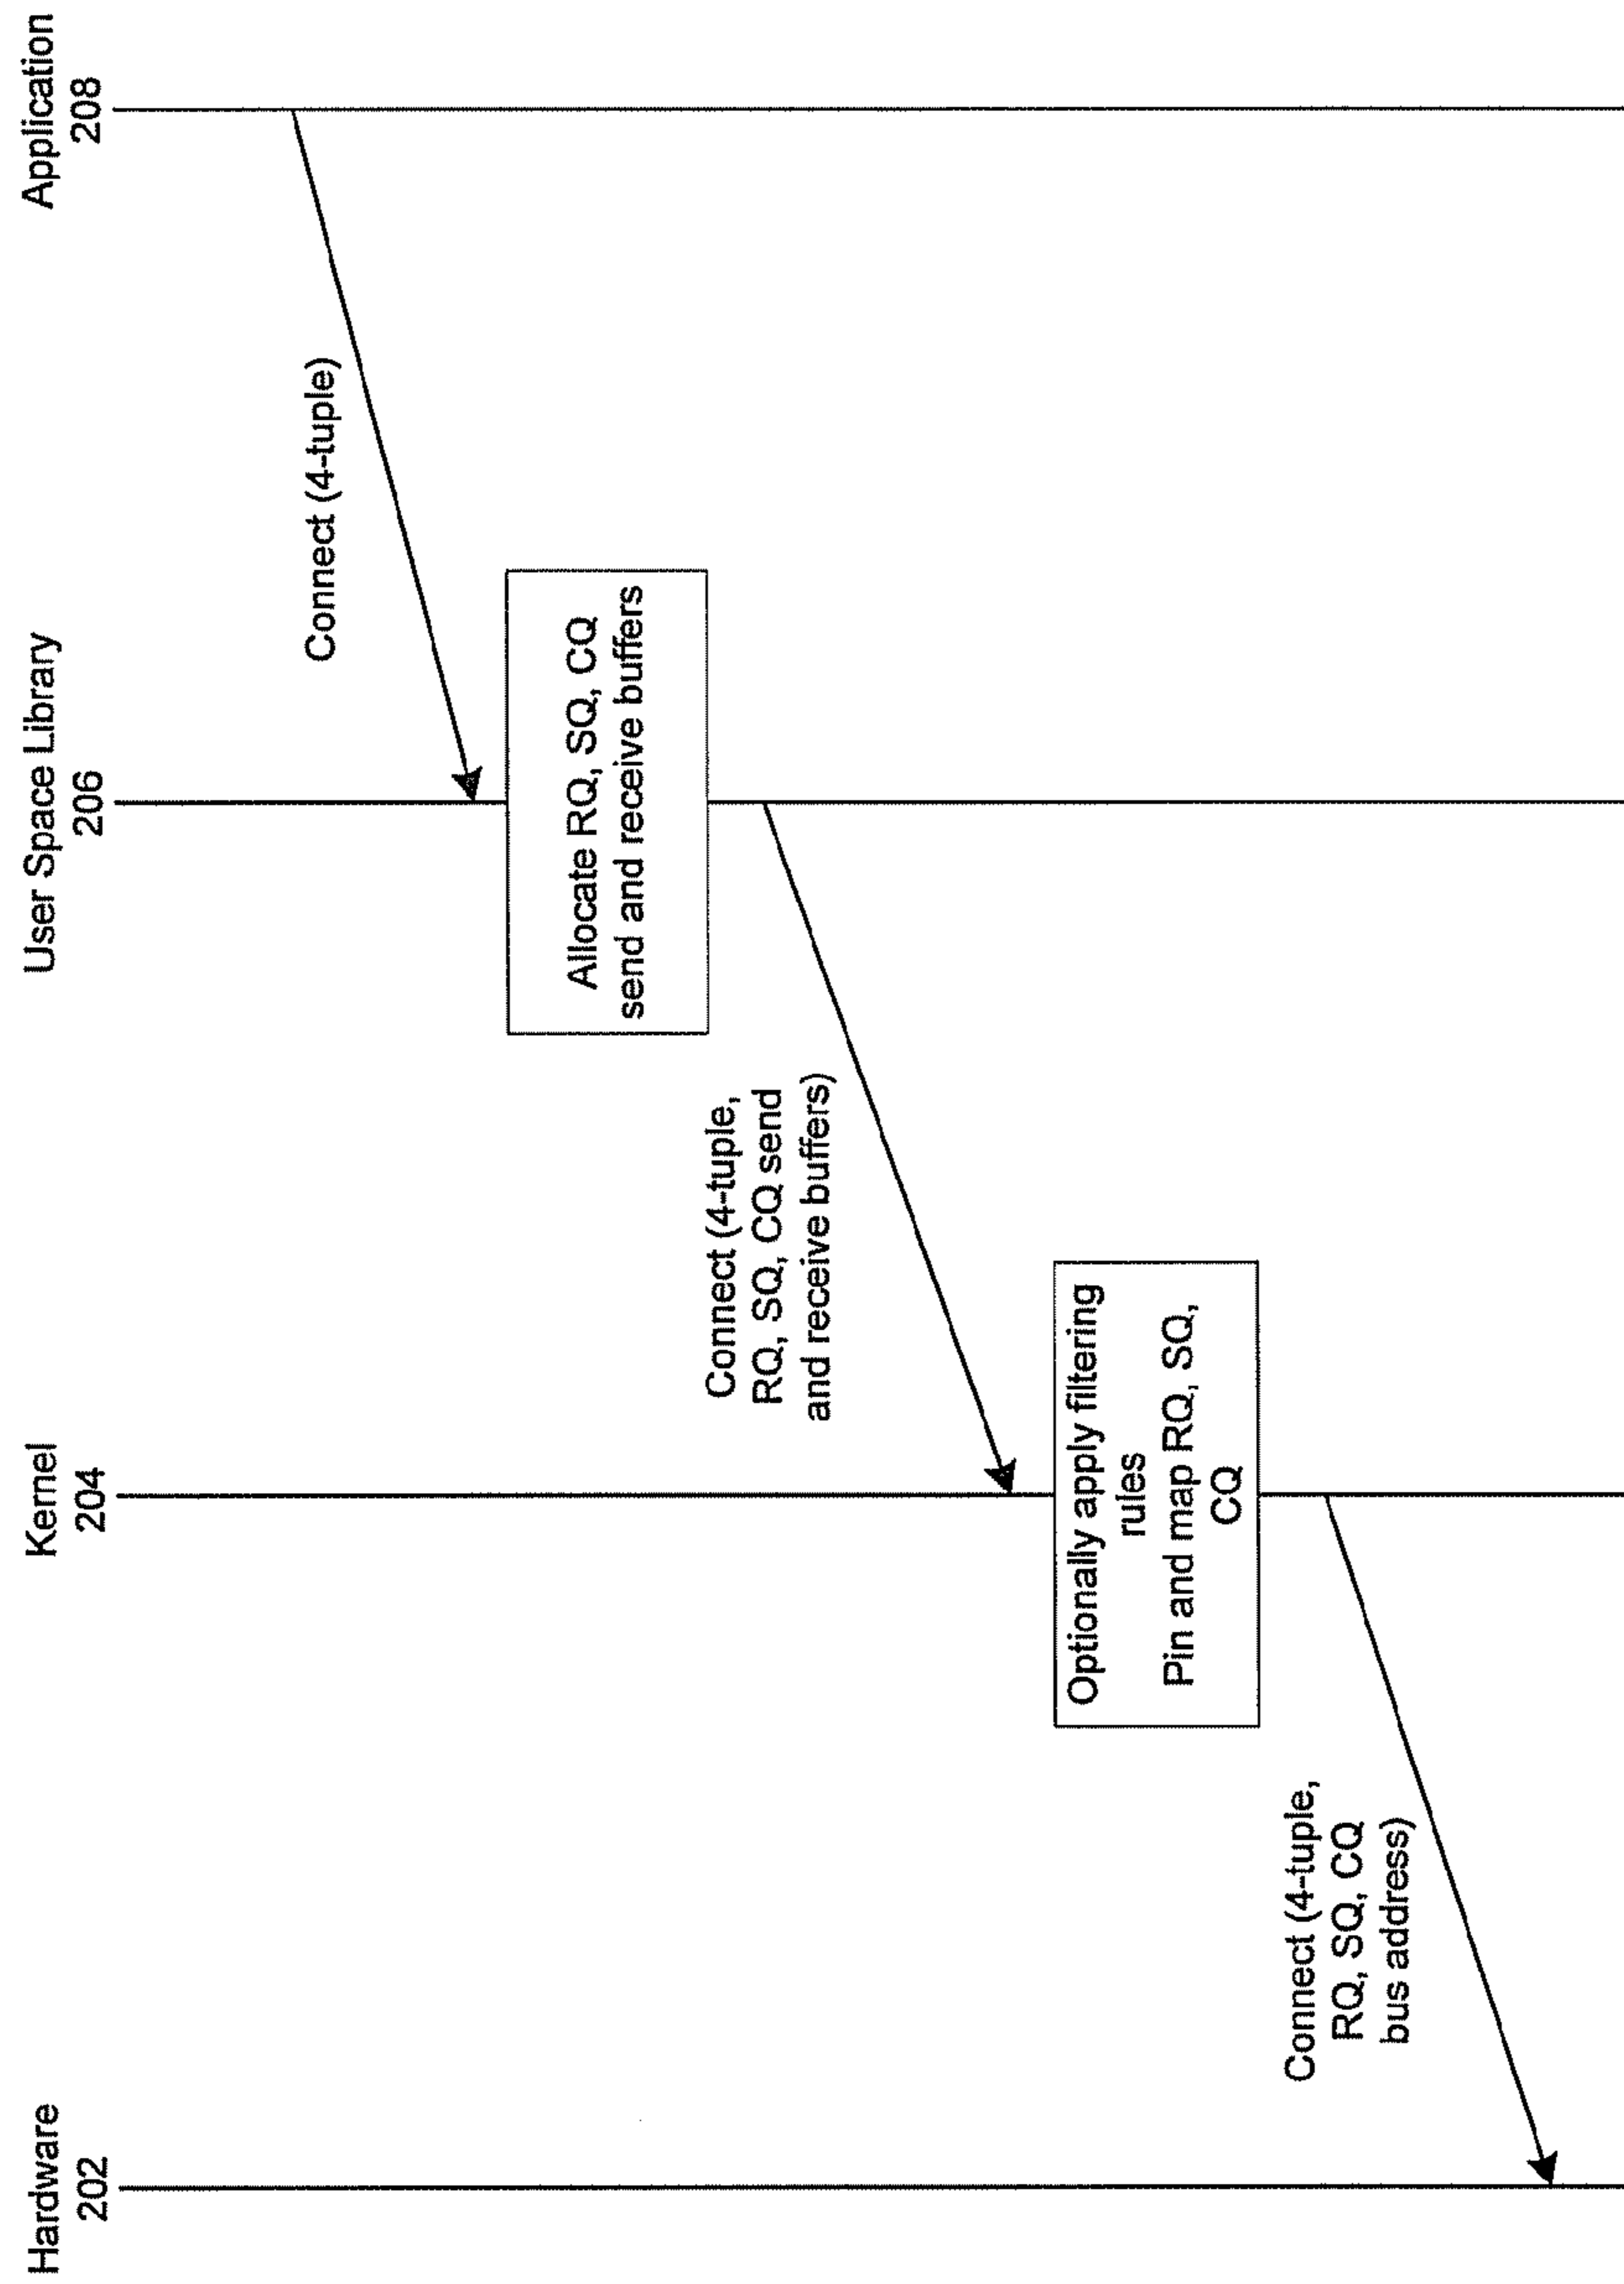 Hardware
202
Kernel
204
User Space Library
206
Application
208
Connect (4-tuple)
Allocate RQ, SQ, CQ
send and receive buffers
Connect (4-tuple,
RQ, SQ, CQ send
and receive buffers)
Optionally apply filtering
rules
Pin and map RQ, SQ,
CQ
Connect (4-tuple,
RQ, SQ, CQ
bus address)